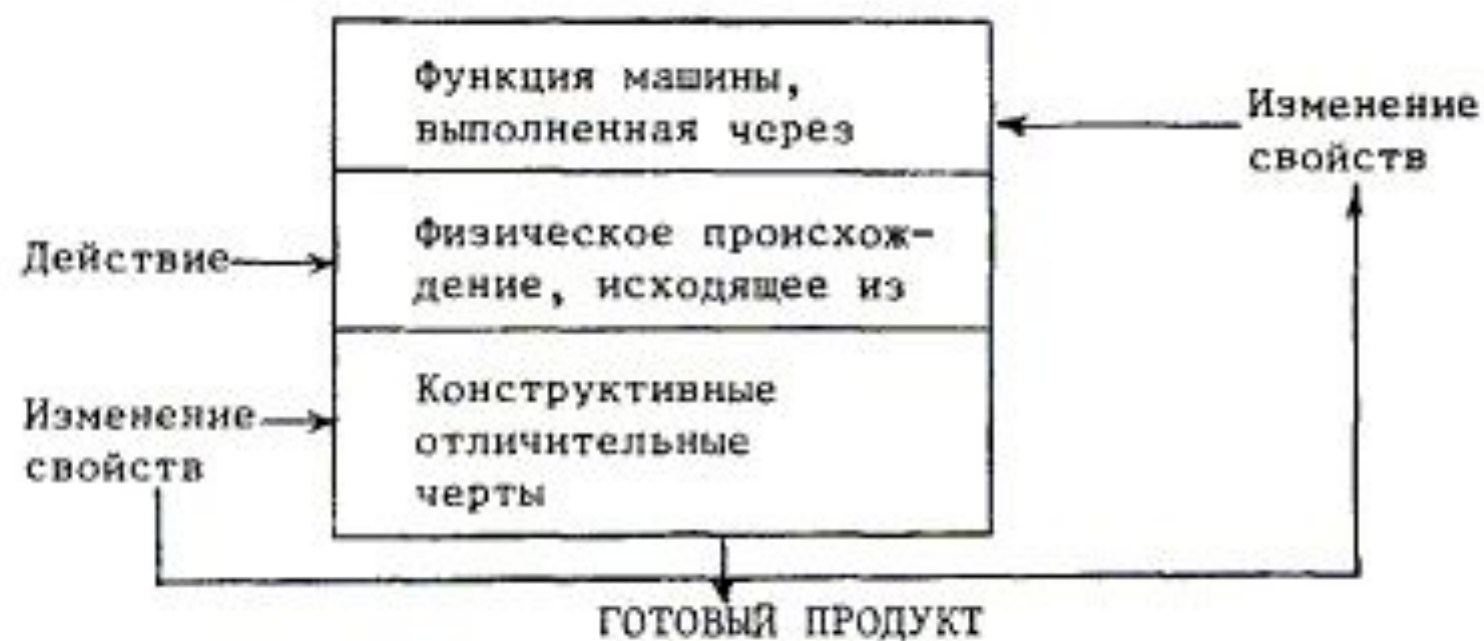 Функция машины,
выполненная через
Изменение
свойств
Действие
Физическое происхож-
дение, исходящее из
Изменение
свойств
Конструктивные
отличительные
черты
ГОТОВЫЙ ПРОДУКТ